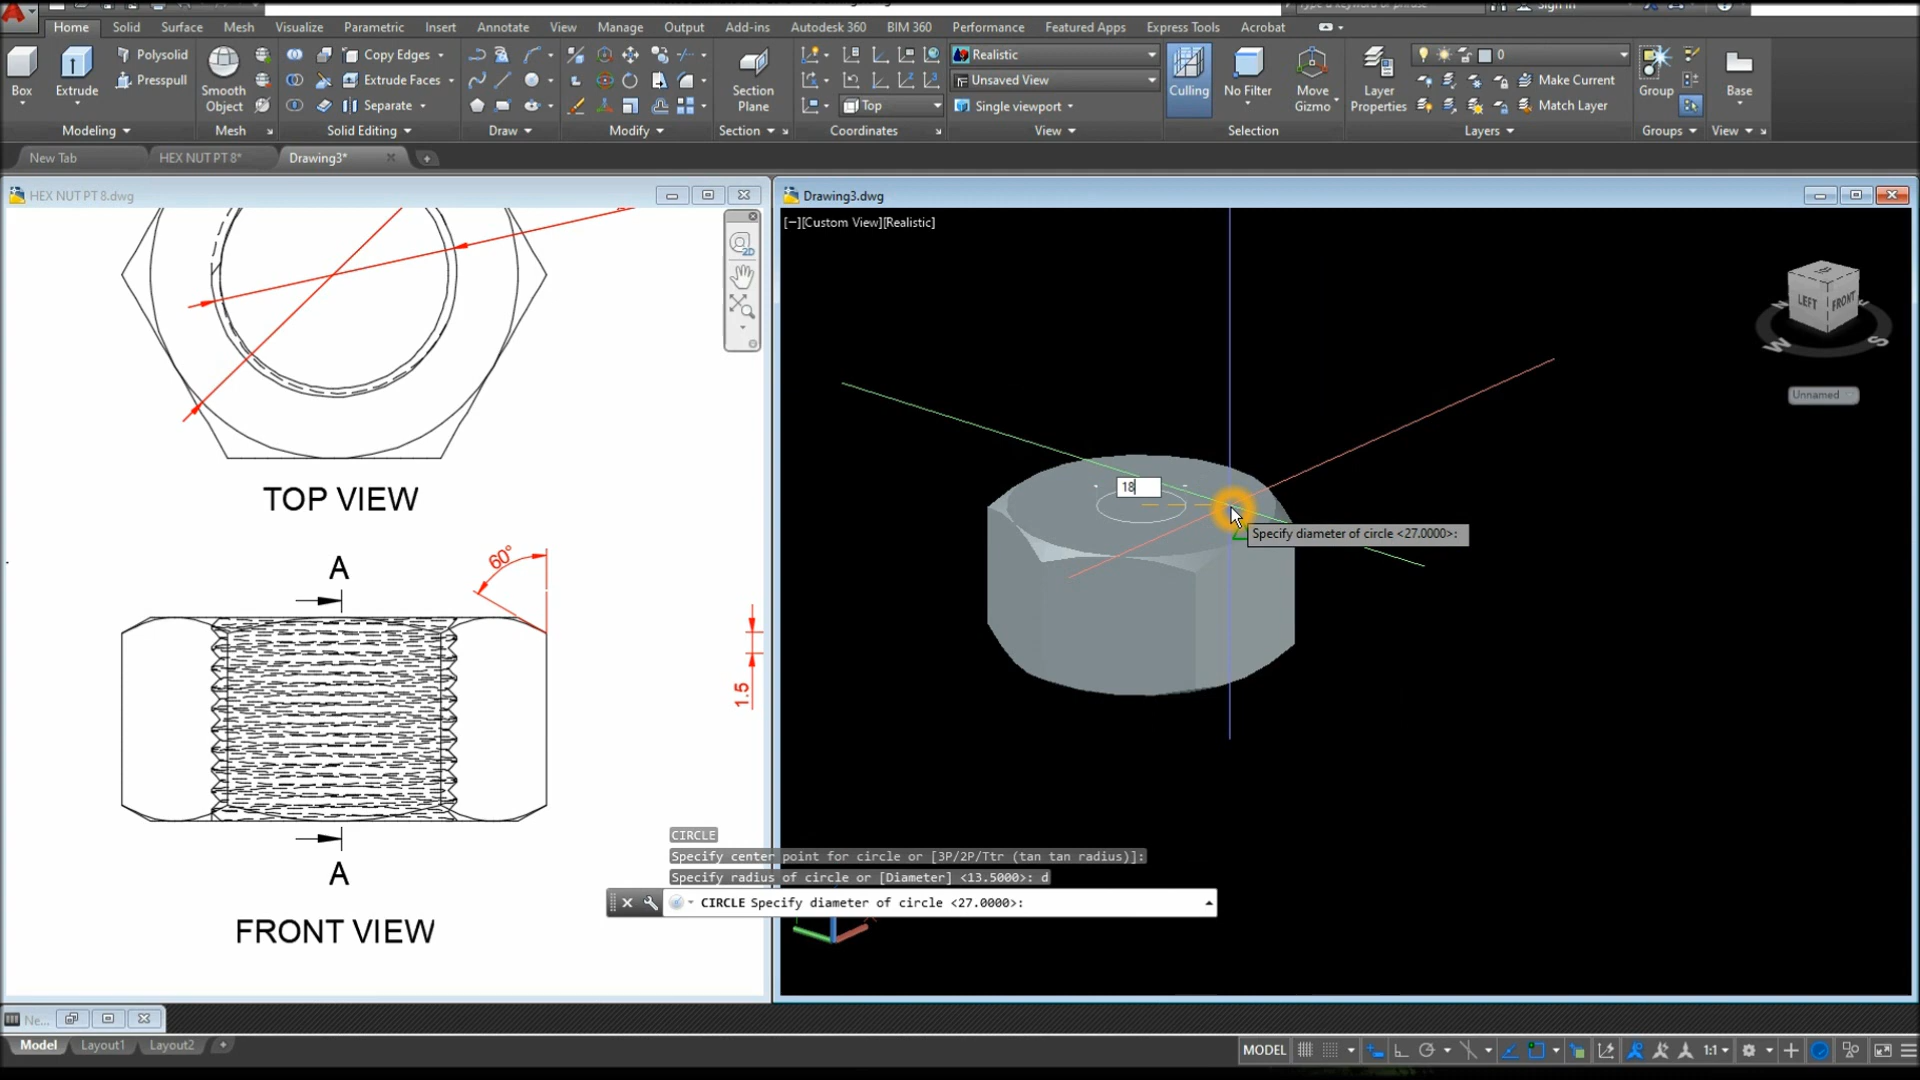 Home Solid Surface Mesh Visualize Parametric Insert Annotate View Manage Output Add-ins Autodesk 360 BIM 360 Performance Featured Apps Express Tools Acrobat
Polysolid Copy Edges Realistic 0
Box Extrude Presspull Smooth Object Extrude Faces Section Plane Unsaved View Culling No Filter Move Gizmo Layer Properties Make Current Group Base
Separate Top Single viewport Match Layer
Modeling Mesh Solid Editing Draw Modify Section Coordinates View Selection Layers Groups View
New Tab HEX NUT PT 8* Drawing3*
HEX NUT PT 8.dwg
2D
TOP VIEW
A
60°
1.5
A
FRONT VIEW
Drawing3.dwg
[−][Custom View][Realistic]
LEFT FRONT
W S
Unnamed
18
Specify diameter of circle <27.0000>:
CIRCLE
Specify center point for circle or [3P/2P/Ttr (tan tan radius)]:
Specify radius of circle or [Diameter] <13.5000>: d
CIRCLE Specify diameter of circle <27.0000>:
Ne...
Model Layout1 Layout2 +
MODEL 1:1